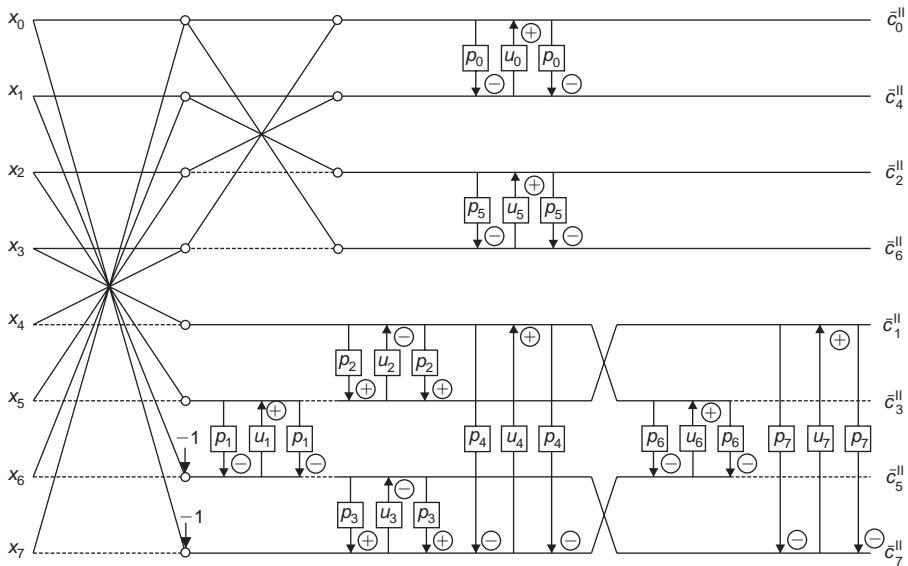 x₀ c̄₀ᴵᴵ
p₀ u₀ p₀
x₁ c̄₄ᴵᴵ
x₂ c̄₂ᴵᴵ
p₅ u₅ p₅
x₃ c̄₆ᴵᴵ
x₄ c̄₁ᴵᴵ
p₂ u₂ p₂
x₅ c̄₃ᴵᴵ
−1 p₁ u₁ p₁ p₄ u₄ p₄ p₆ u₆ p₆ p₇ u₇ p₇
x₆ c̄₅ᴵᴵ
−1 p₃ u₃ p₃
x₇ c̄₇ᴵᴵ